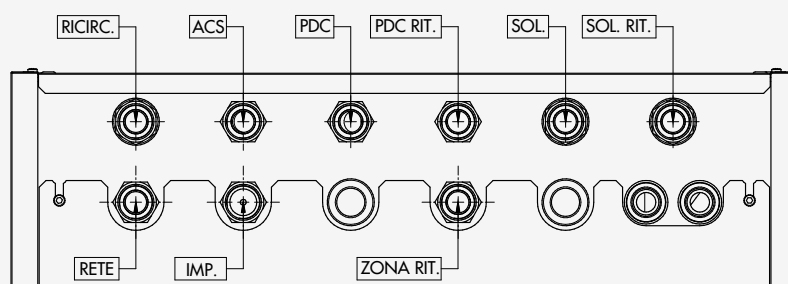 RICIRC. ACS PDC PDC RIT. SOL. SOL. RIT.
RETE IMP. ZONA RIT.